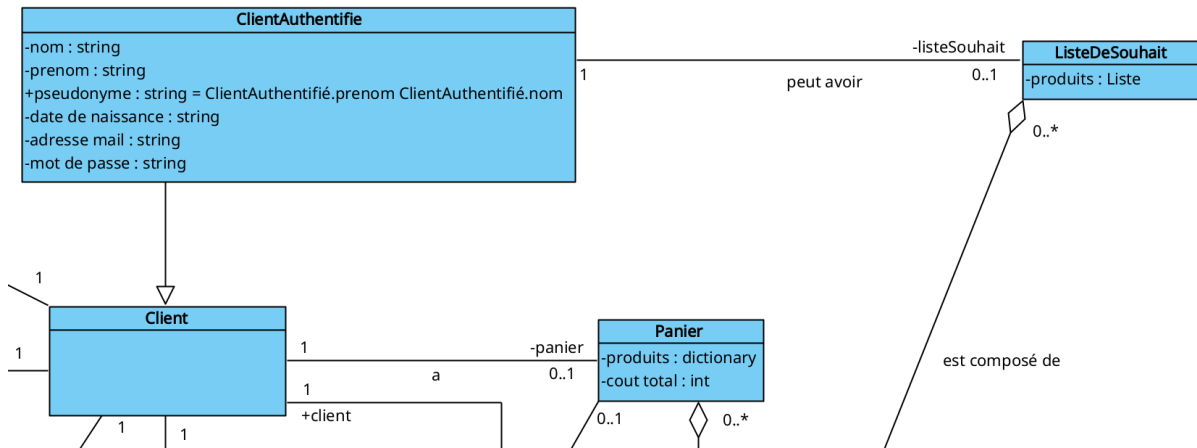 ClientAuthentifie
-nom : string
-prenom : string
+pseudonyme : string = ClientAuthentifié.prenom ClientAuthentifié.nom
-date de naissance : string
-adresse mail : string
-mot de passe : string
1
-listeSouhait
peut avoir
0..1
ListeDeSouhait
-produits : Liste
0..*
1
Client
1
1
-panier
a
0..1
Panier
-produits : dictionary
-cout total : int
est composé de
1
+client
1
1
0..1
0..*